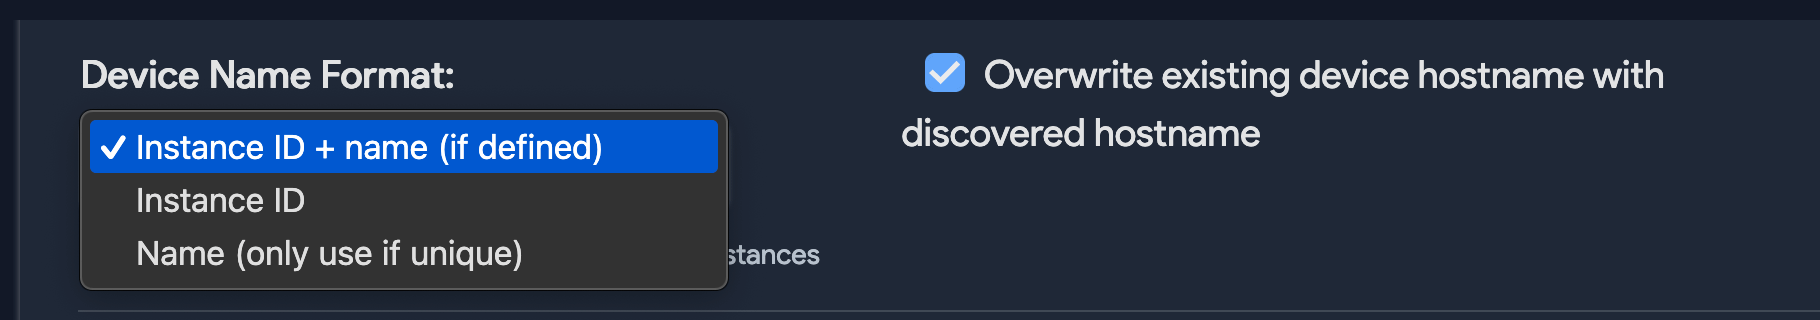 Device Name Format:
Overwrite existing device hostname with
discovered hostname
✓ Instance ID + name (if defined)
Instance ID
Name (only use if unique)